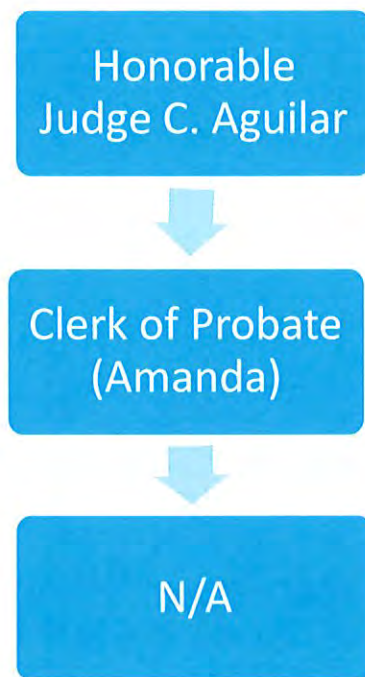 Honorable
Judge C. Aguilar
Clerk of Probate
(Amanda)
N/A